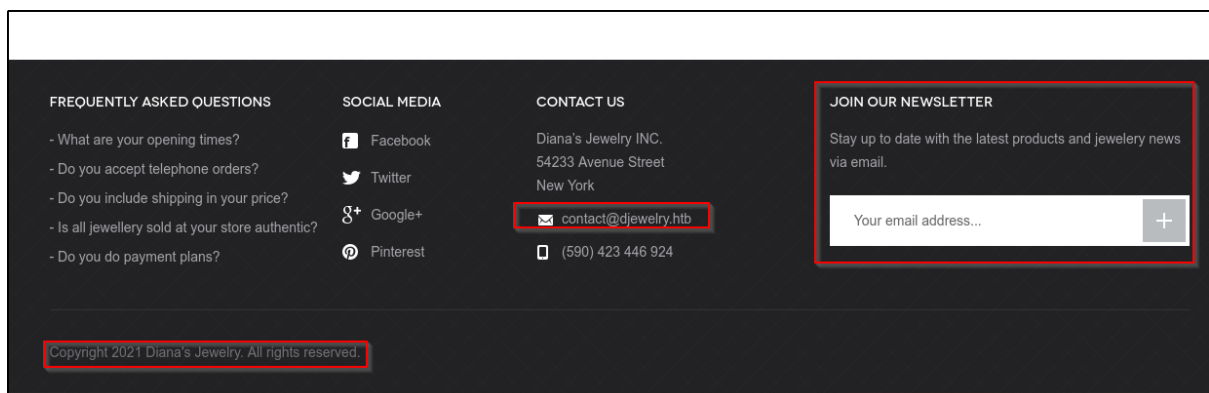 FREQUENTLY ASKED QUESTIONS
- What are your opening times?
- Do you accept telephone orders?
- Do you include shipping in your price?
- Is all jewellery sold at your store authentic?
- Do you do payment plans?
SOCIAL MEDIA
Facebook
Twitter
Google+
Pinterest
CONTACT US
Diana's Jewelry INC.
54233 Avenue Street
New York
contact@djewelry.htb
(590) 423 446 924
JOIN OUR NEWSLETTER
Stay up to date with the latest products and jewelery news
via email.
Your email address...
Copyright 2021 Diana's Jewelry. All rights reserved.